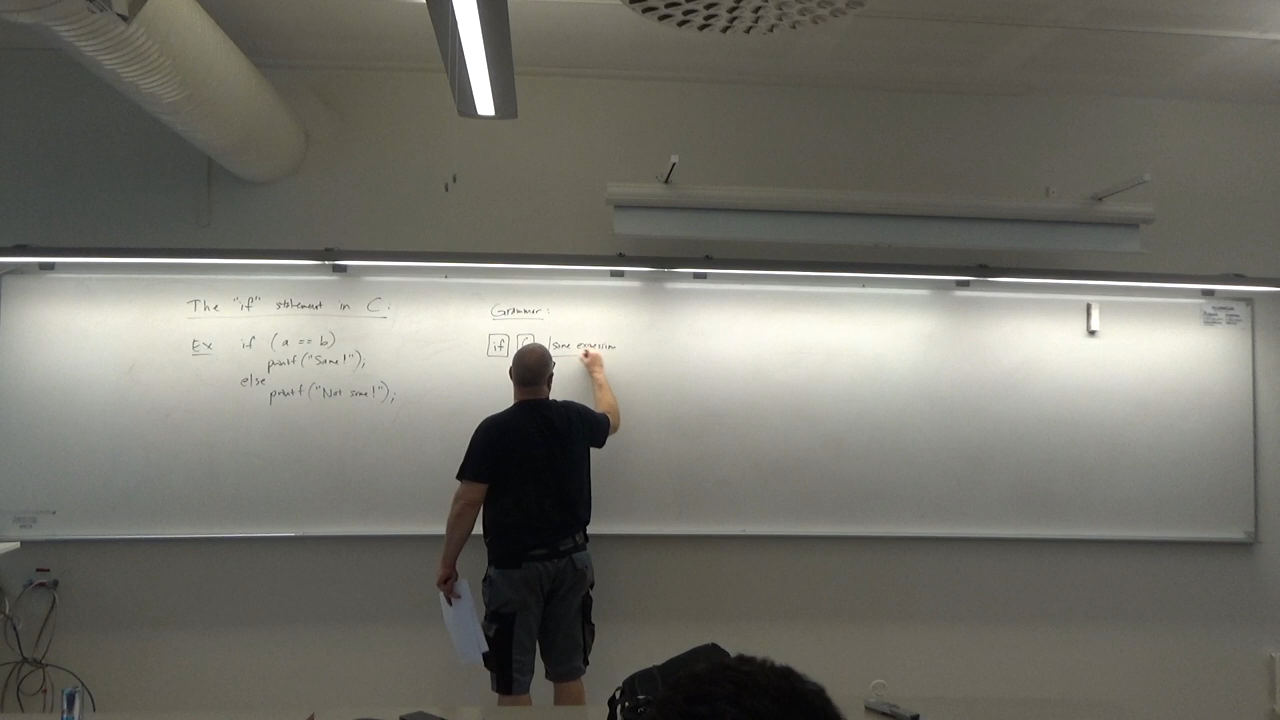 The "if" statement in C:
Ex if (a == b)
printf("Same!");
else
printf("Not same!");
Grammar:
if ( some expression